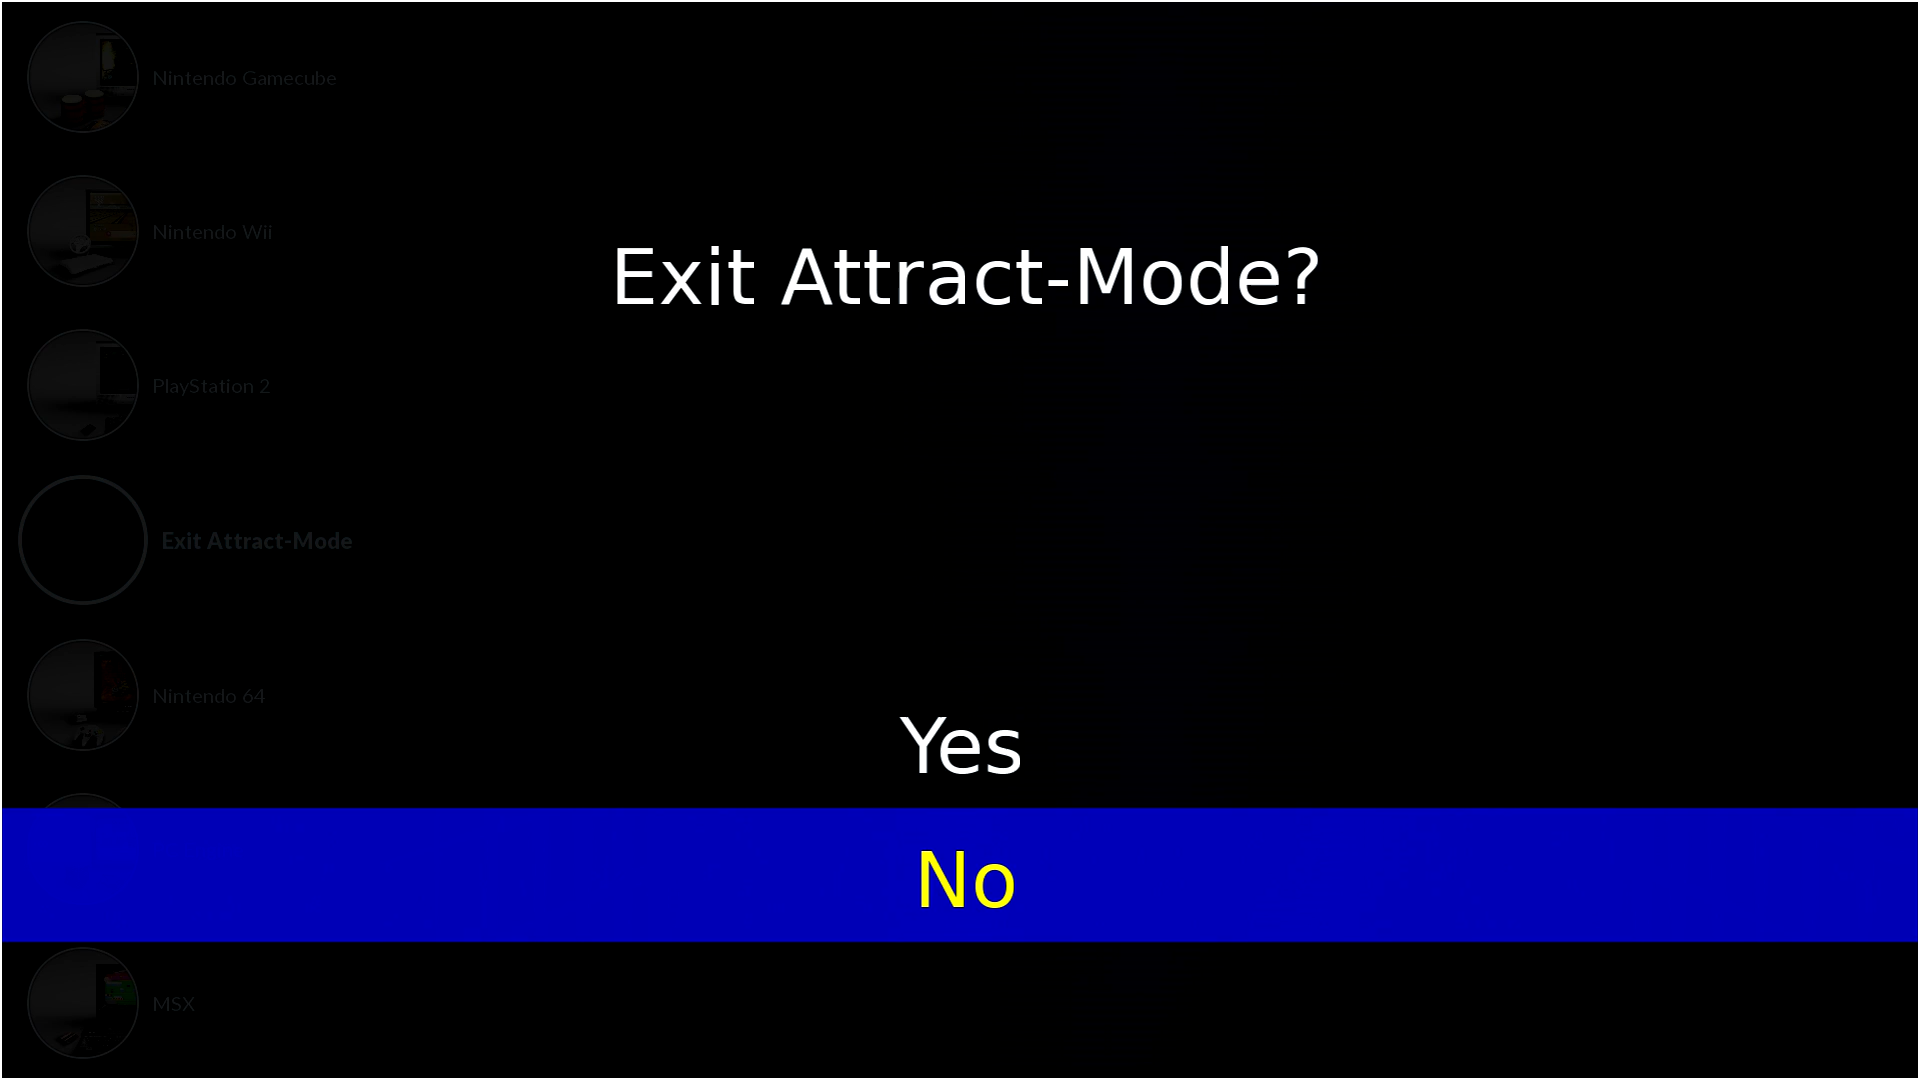 Nintendo Gamecube
Nintendo Wii
Exit Attract-Mode?
PlayStation 2
Exit Attract-Mode
Nintendo 64
Yes
No
MSX